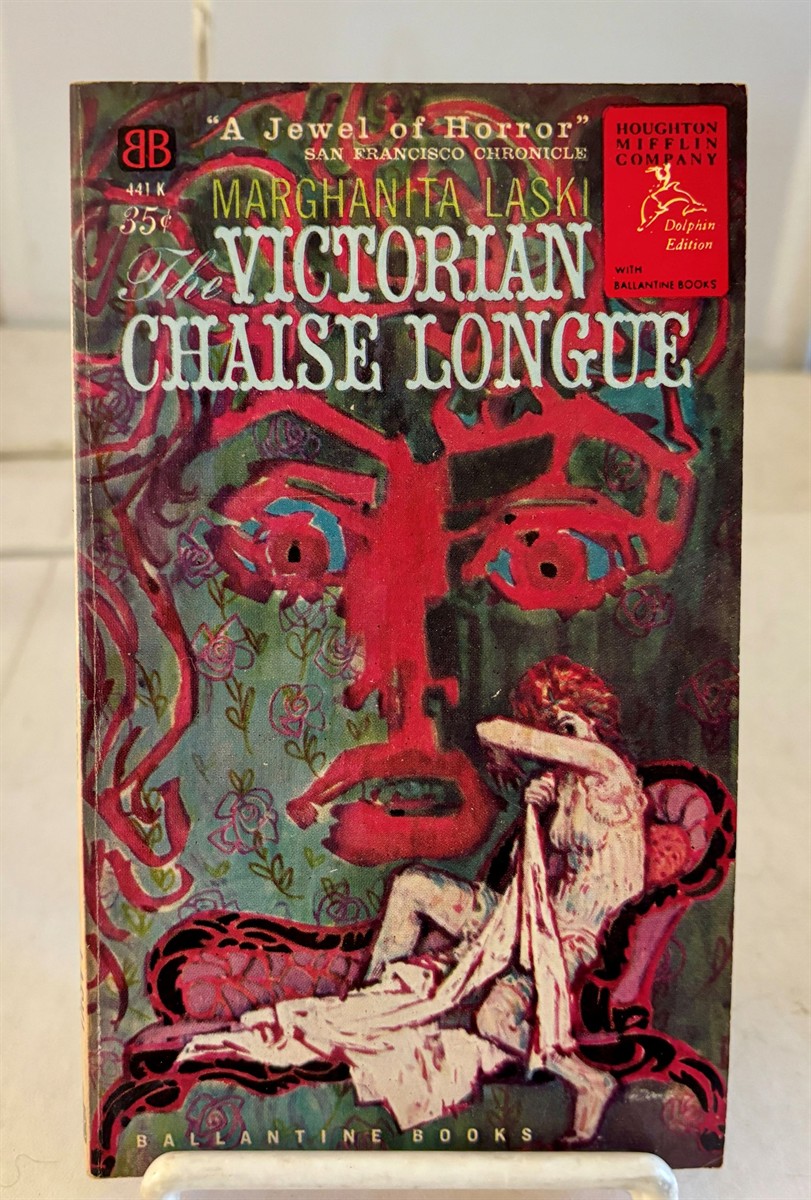 "A Jewel of Horror"
SAN FRANCISCO CHRONICLE
BB
441 K
35¢
MARGHANITA LASKI
The VICTORIAN
CHAISE LONGUE
HOUGHTON
MIFFLIN
COMPANY
Dolphin
Edition
WITH
BALLANTINE BOOKS
BALLANTINE BOOKS